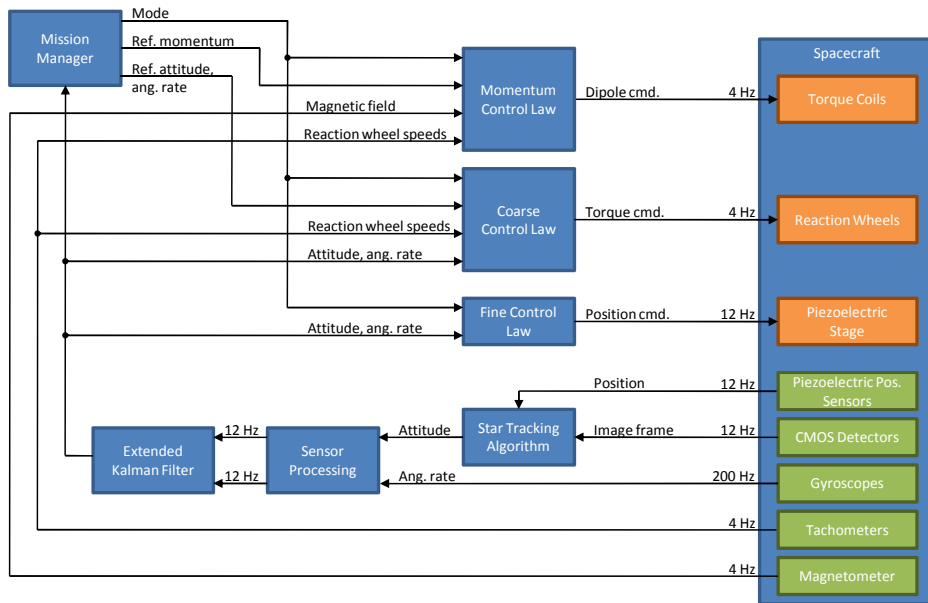 Mission
Manager
Mode
Ref. momentum
Ref. attitude,
ang. rate
Magnetic field
Reaction wheel speeds
Momentum
Control Law
Dipole cmd.
4 Hz
Spacecraft
Torque Coils
Reaction wheel speeds
Attitude, ang. rate
Coarse
Control Law
Torque cmd.
4 Hz
Reaction Wheels
Attitude, ang. rate
Fine Control
Law
Position cmd.
12 Hz
Piezoelectric
Stage
Position
12 Hz
Piezoelectric Pos.
Sensors
Extended
Kalman Filter
12 Hz
12 Hz
Sensor
Processing
Attitude
Star Tracking
Algorithm
Image frame
12 Hz
CMOS Detectors
Ang. rate
200 Hz
Gyroscopes
4 Hz
Tachometers
4 Hz
Magnetometer